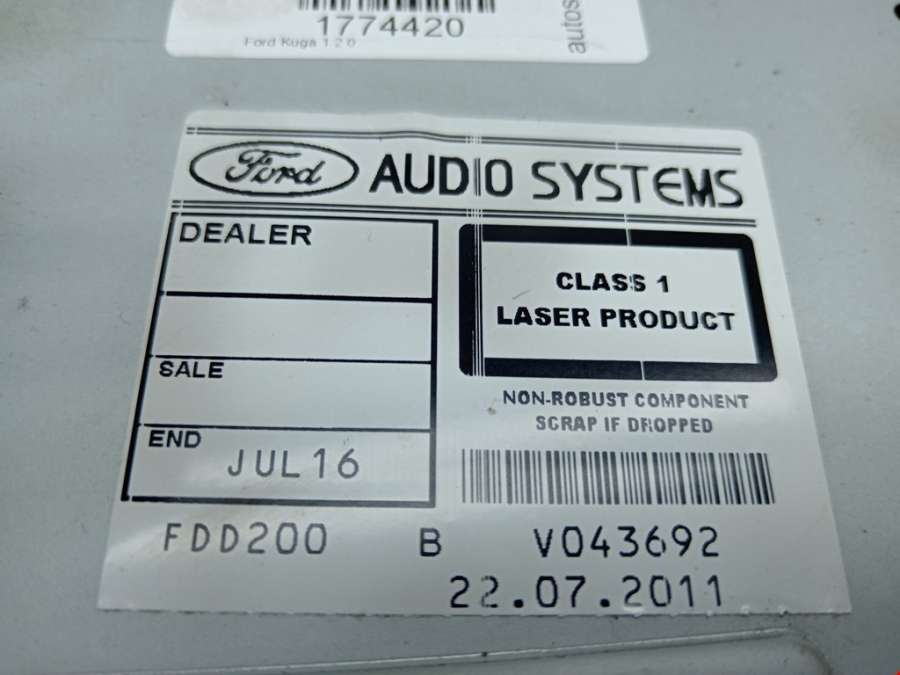 1774420
Ford Kuga 1 2.0
Ford AUDIO SYSTEMS
DEALER
CLASS 1
LASER PRODUCT
SALE
NON-ROBUST COMPONENT
SCRAP IF DROPPED
END
JUL16
FDD200 B V043692
22.07.2011